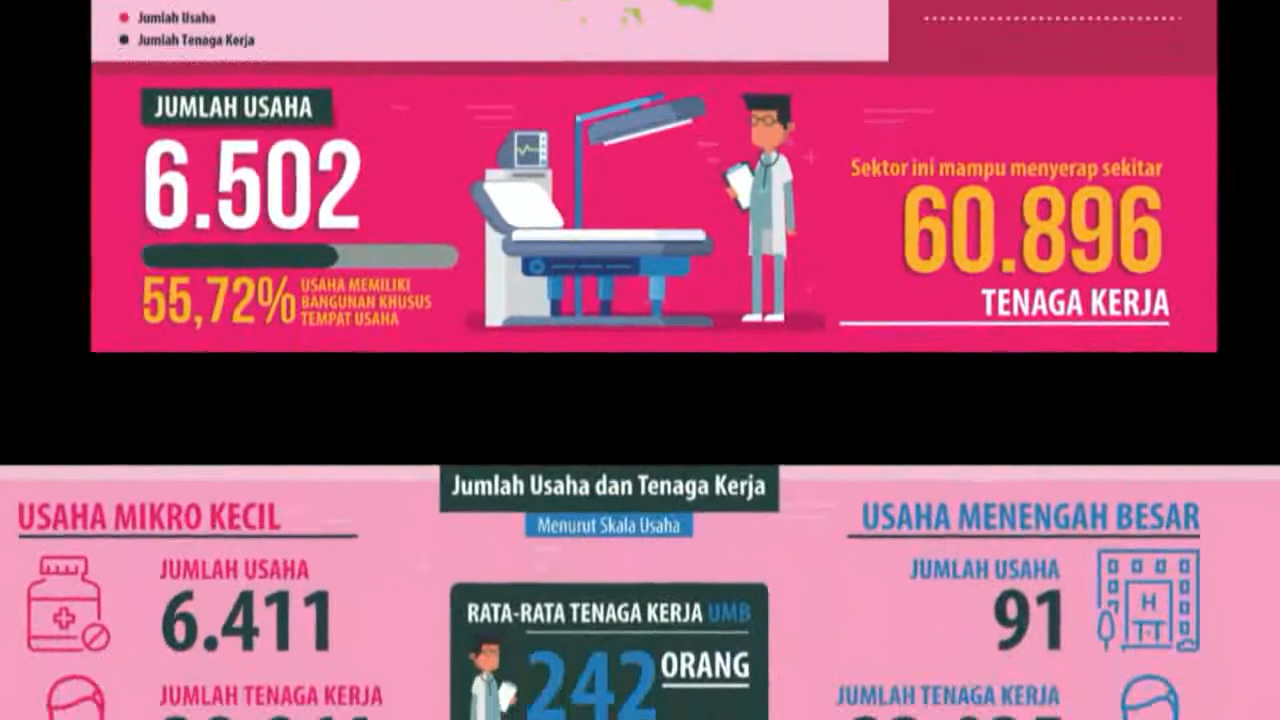 Jumlah Usaha
Jumlah Tenaga Kerja
JUMLAH USAHA
6.502
55,72% USAHA MEMILIKI
BANGUNAN KHUSUS
TEMPAT USAHA
Sektor ini mampu menyerap sekitar
60.896
TENAGA KERJA
Jumlah Usaha dan Tenaga Kerja
Menurut Skala Usaha
USAHA MIKRO KECIL
JUMLAH USAHA
6.411
JUMLAH TENAGA KERJA
RATA-RATA TENAGA KERJA UMB
242 ORANG
USAHA MENENGAH BESAR
JUMLAH USAHA
91
H
JUMLAH TENAGA KERJA